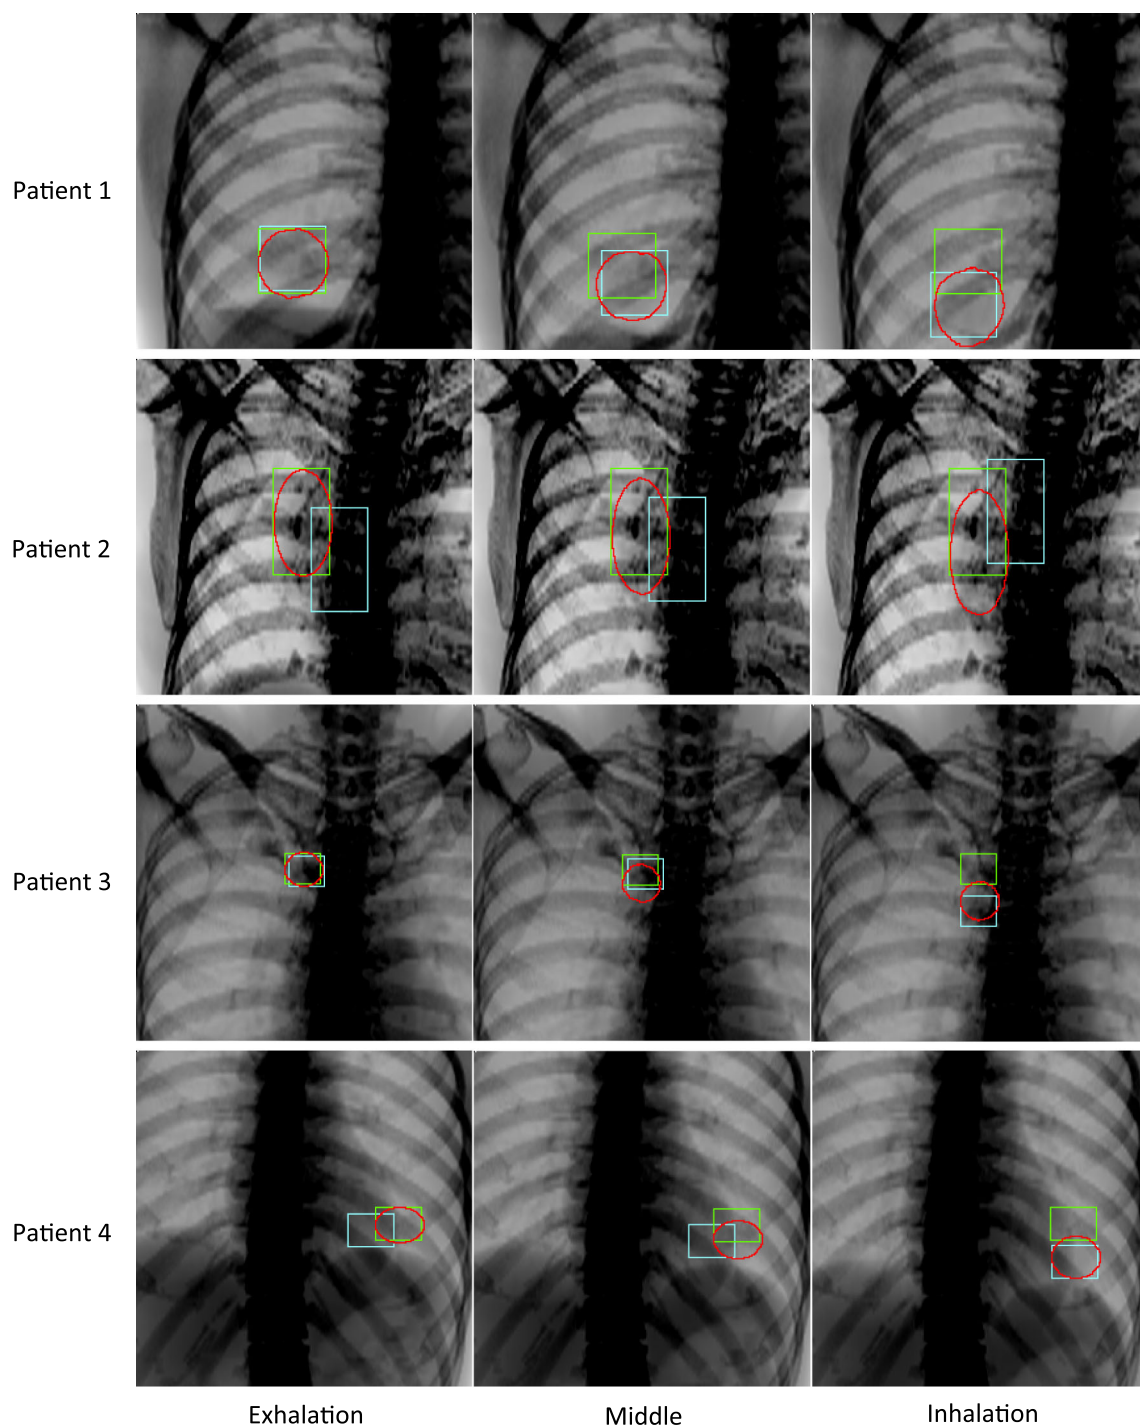 Patient 1
Patient 2
Patient 3
Patient 4
Exhalation
Middle
Inhalation